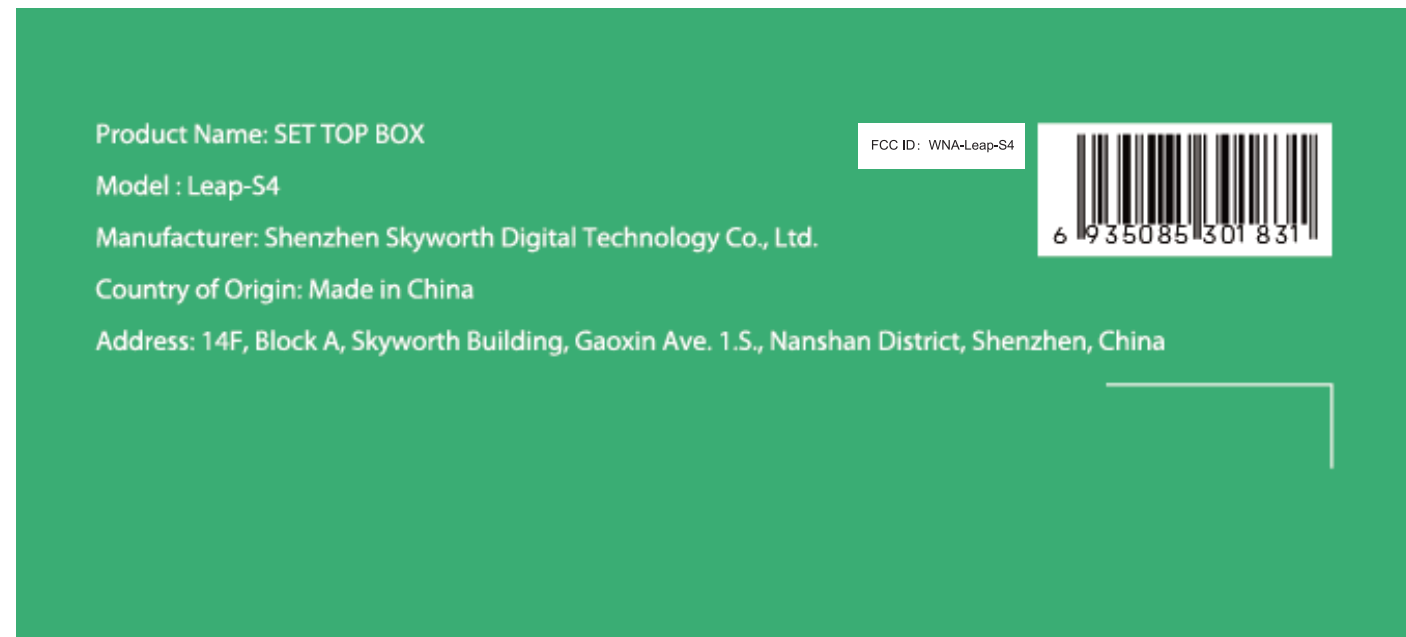 Product Name: SET TOP BOX
FCC ID: WNA-Leap-S4
Model : Leap-S4
Manufacturer: Shenzhen Skyworth Digital Technology Co., Ltd.
6 935085 301831
Country of Origin: Made in China
Address: 14F, Block A, Skyworth Building, Gaoxin Ave. 1.S., Nanshan District, Shenzhen, China